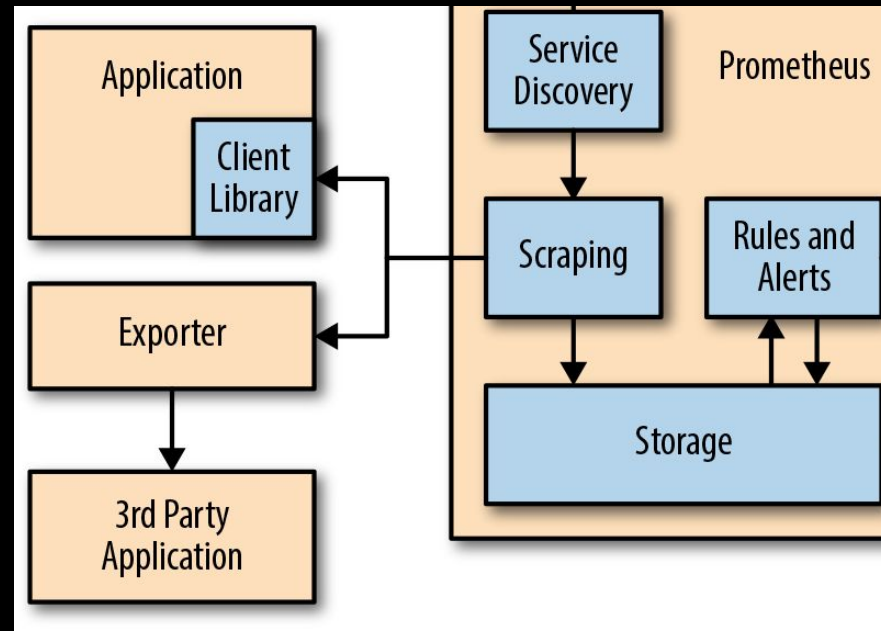 Application
Client
Library
Exporter
3rd Party
Application
Service
Discovery
Prometheus
Scraping
Rules and
Alerts
Storage